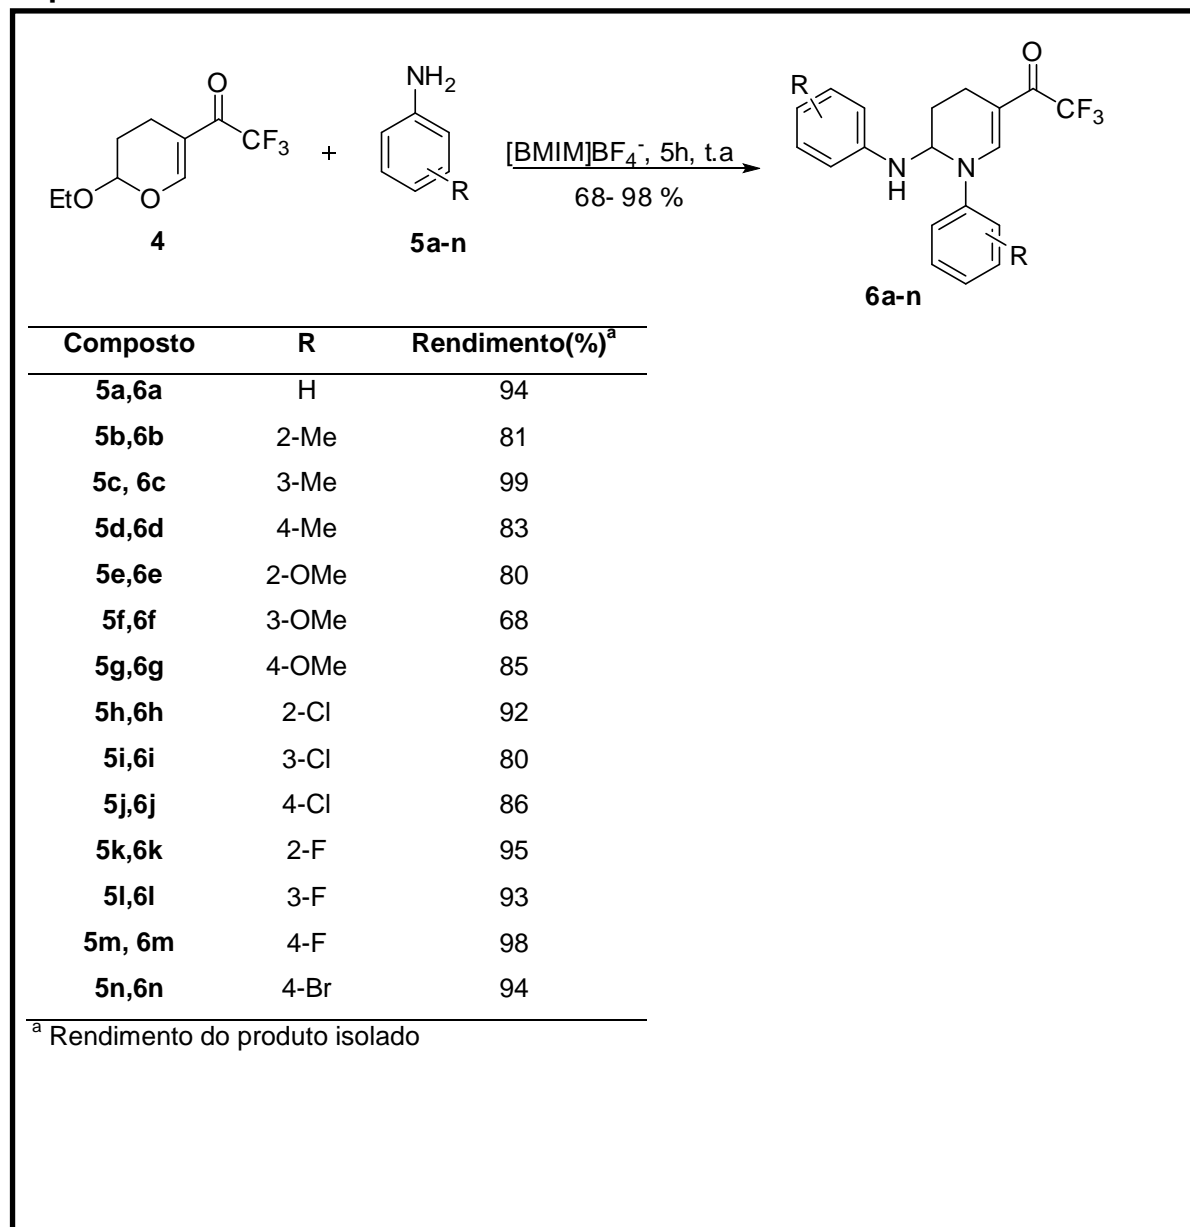 O
CF3
EtO
O
4
+
NH2
R
5a-n
[BMIM]BF4-, 5h, t.a
68- 98 %
R
N
H
N
O
CF3
R
6a-n
Composto R Rendimento(%)a
5a,6a H 94
5b,6b 2-Me 81
5c, 6c 3-Me 99
5d,6d 4-Me 83
5e,6e 2-OMe 80
5f,6f 3-OMe 68
5g,6g 4-OMe 85
5h,6h 2-Cl 92
5i,6i 3-Cl 80
5j,6j 4-Cl 86
5k,6k 2-F 95
5l,6l 3-F 93
5m, 6m 4-F 98
5n,6n 4-Br 94
a Rendimento do produto isolado